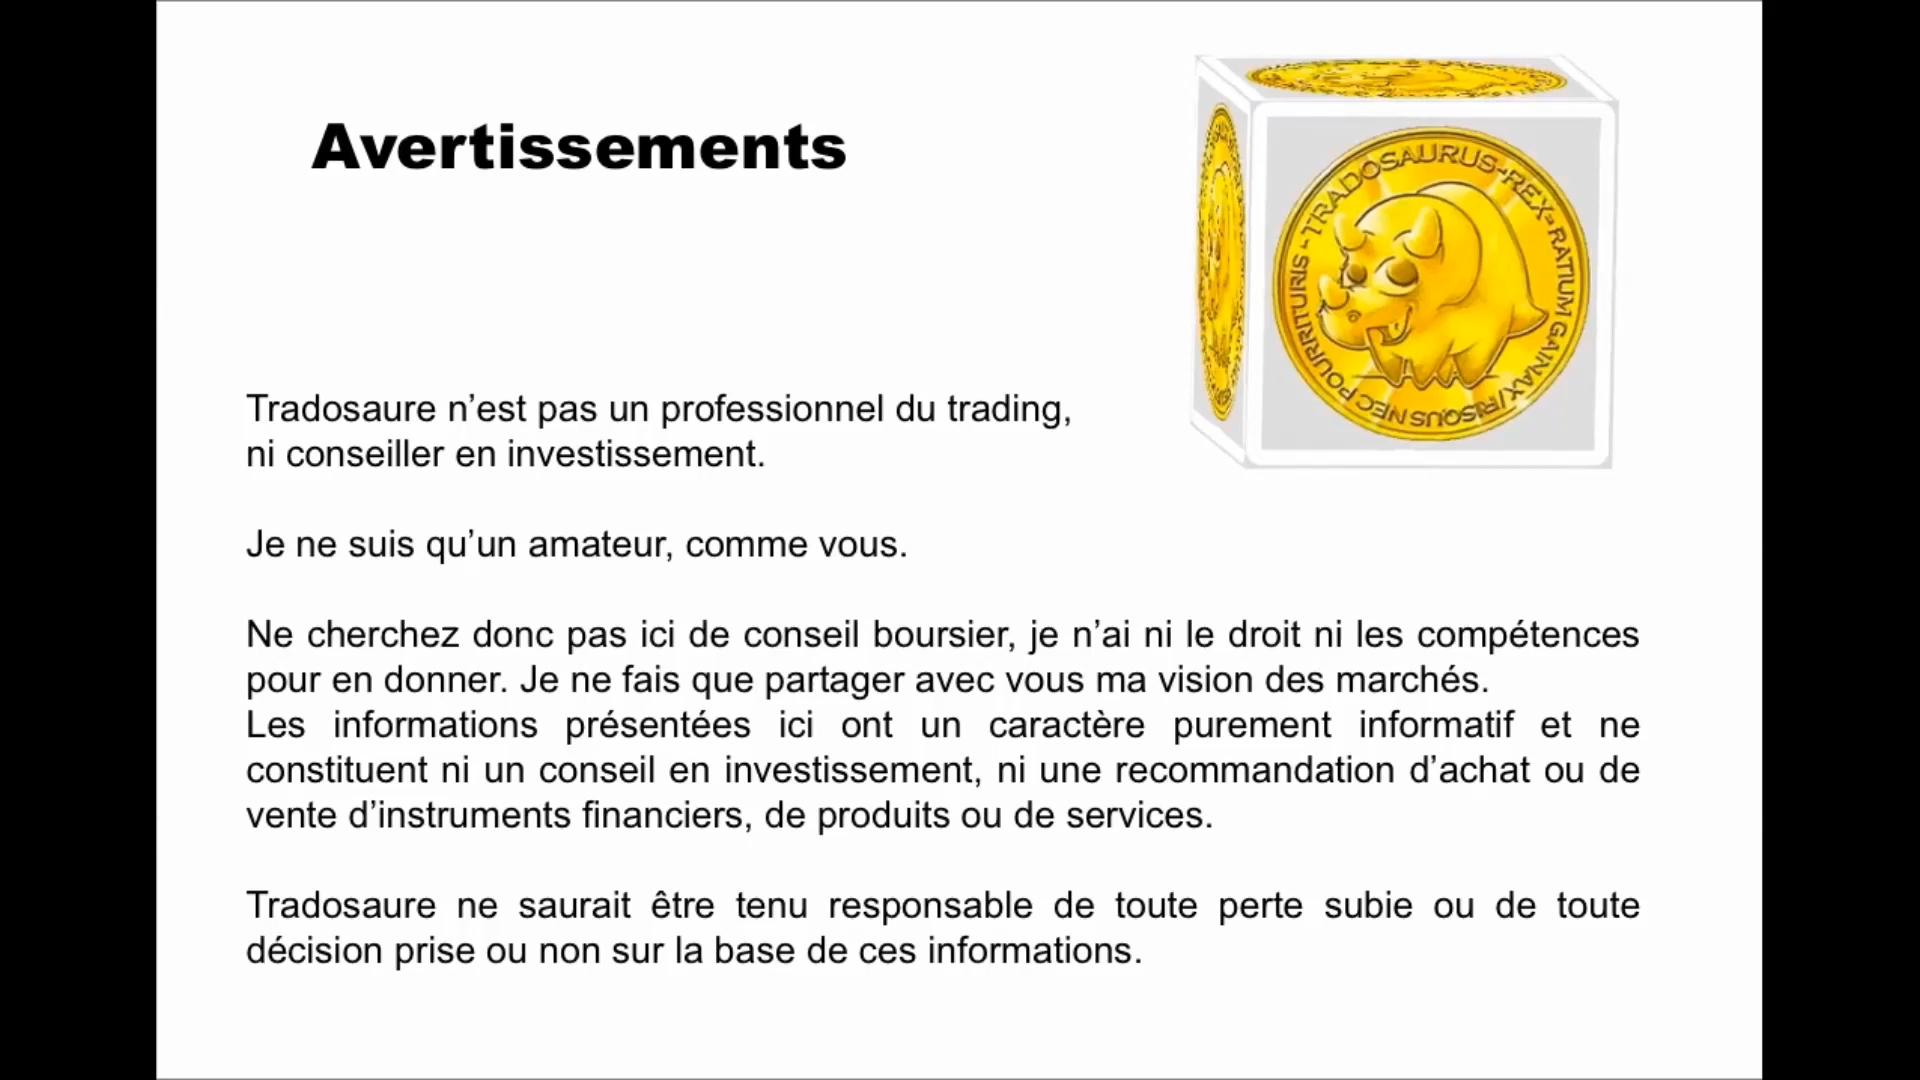 Avertissements
TRADOSAURUS-REX-RATIUM GAINAX/RISQUS NEC POURRITURIS -
Tradosaure n’est pas un professionnel du trading,
ni conseiller en investissement.
Je ne suis qu’un amateur, comme vous.
Ne cherchez donc pas ici de conseil boursier, je n’ai ni le droit ni les compétences
pour en donner. Je ne fais que partager avec vous ma vision des marchés.
Les informations présentées ici ont un caractère purement informatif et ne
constituent ni un conseil en investissement, ni une recommandation d’achat ou de
vente d’instruments financiers, de produits ou de services.
Tradosaure ne saurait être tenu responsable de toute perte subie ou de toute
décision prise ou non sur la base de ces informations.